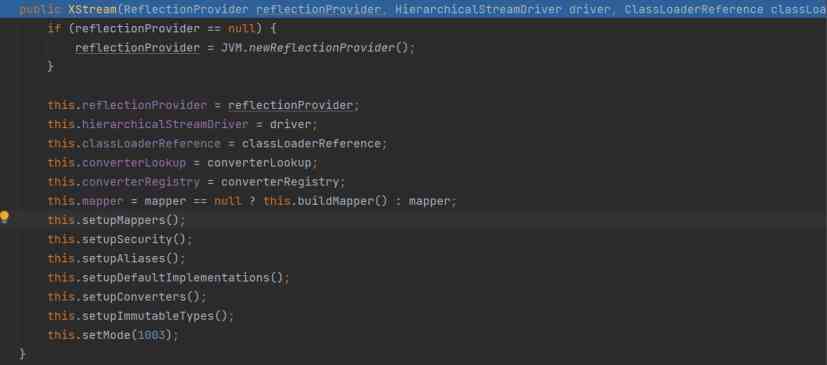 public XStream(ReflectionProvider reflectionProvider, HierarchicalStreamDriver driver, ClassLoaderReference classLoa
if (reflectionProvider == null) {
reflectionProvider = JVM.newReflectionProvider();
}
this.reflectionProvider = reflectionProvider;
this.hierarchicalStreamDriver = driver;
this.classLoaderReference = classLoaderReference;
this.converterLookup = converterLookup;
this.converterRegistry = converterRegistry;
this.mapper = mapper == null ? this.buildMapper() : mapper;
this.setupMappers();
this.setupSecurity();
this.setupAliases();
this.setupDefaultImplementations();
this.setupConverters();
this.setupImmutableTypes();
this.setMode(1003);
}